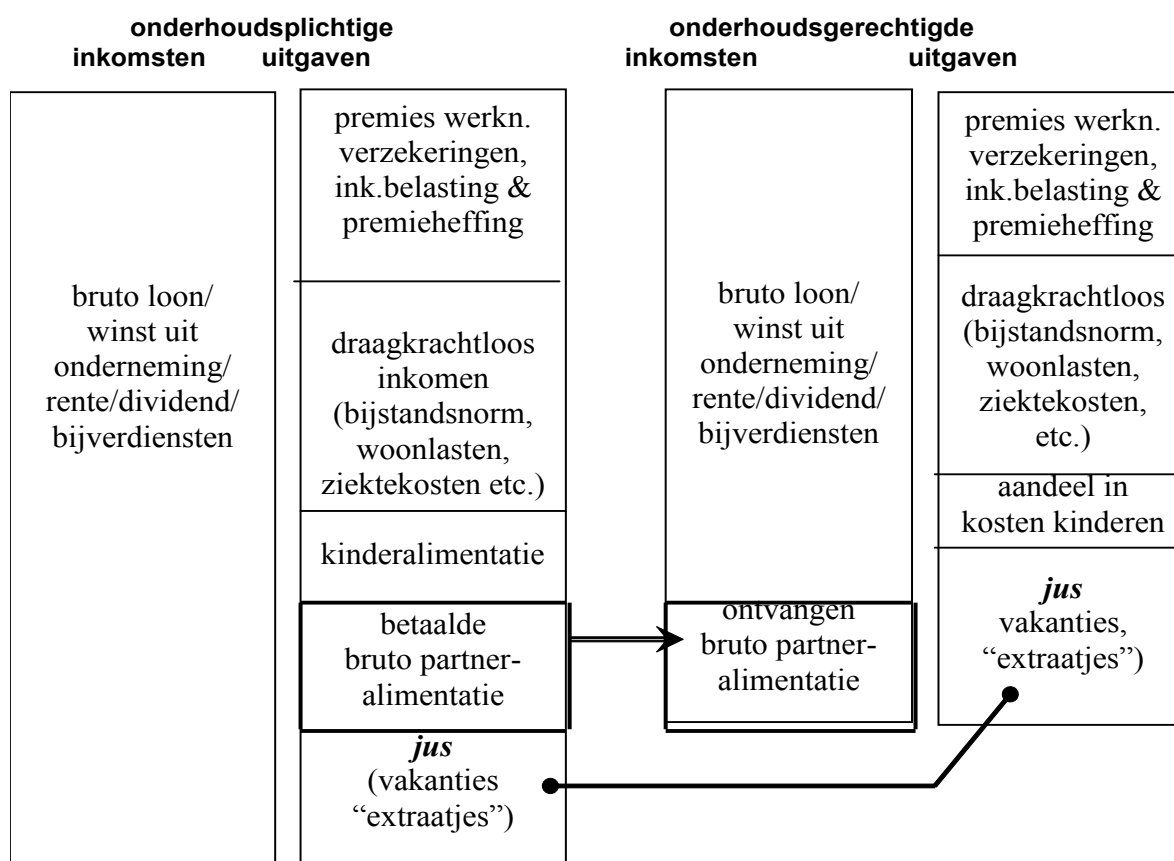 onderhoudsplichtige
inkomsten uitgaven
onderhoudsgerechtigde
inkomsten uitgaven
bruto loon/
winst uit
onderneming/
rente/dividend/
bijverdiensten
premies werkn.
verzekeringen,
ink.belasting &
premieheffing
draagkrachtloos
inkomen
(bijstandsnorm,
woonlasten,
ziektekosten etc.)
kinderalimentatie
betaalde
bruto partner-
alimentatie
jus
(vakanties
“extraatjes”)
bruto loon/
winst uit
onderneming/
rente/dividend/
bijverdiensten
ontvangen
bruto partner-
alimentatie
premies werkn.
verzekeringen,
ink.belasting &
premieheffing
draagkrachtloos
(bijstandsnorm,
woonlasten,
ziektekosten,
etc.)
aandeel in
kosten kinderen
jus
vakanties,
“extraatjes”)